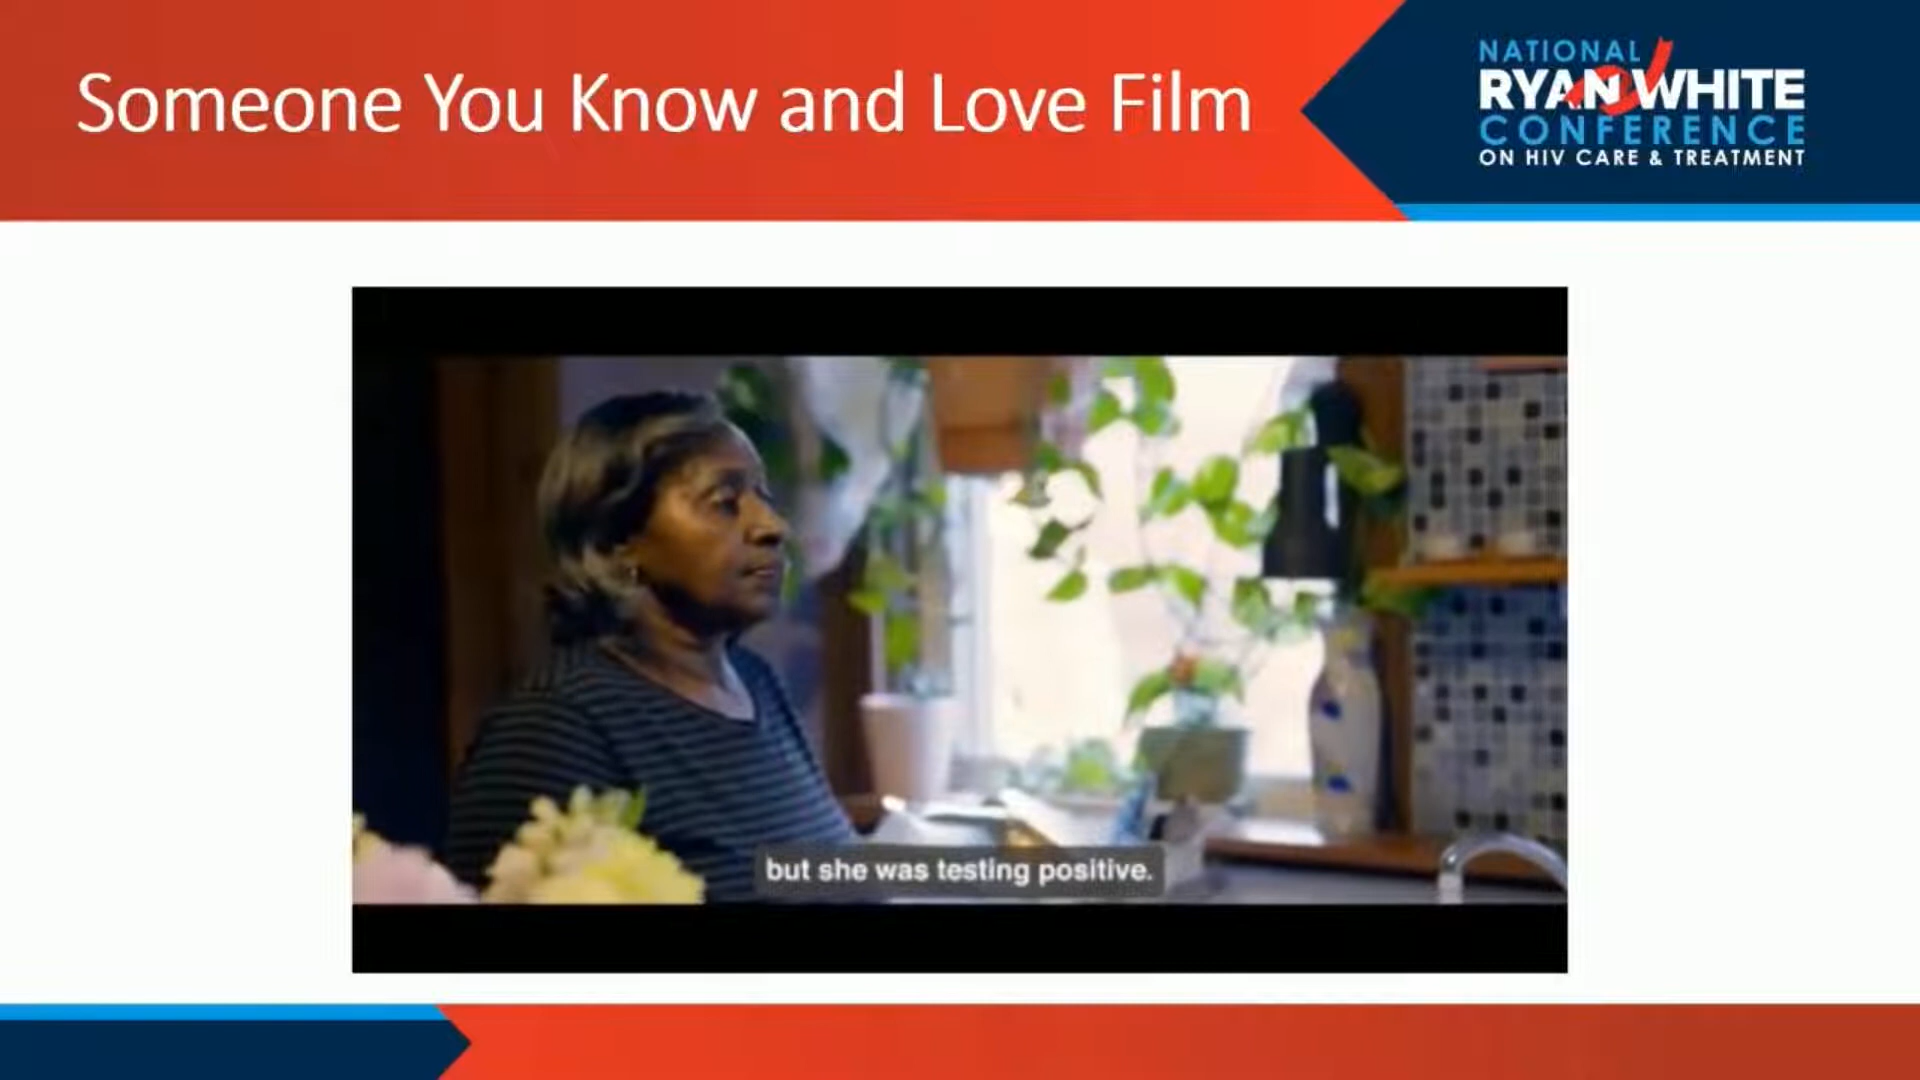 Someone You Know and Love Film
NATIONAL
RYAN WHITE
CONFERENCE
ON HIV CARE & TREATMENT
but she was testing positive.